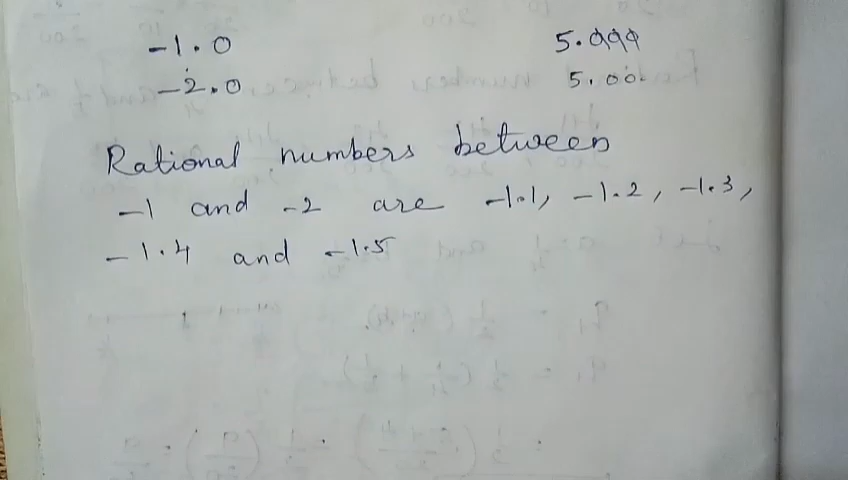 -1.0
-2.0
5.999
5.00
Rational numbers between
-1 and -2 are -1.1, -1.2, -1.3,
-1.4 and -1.5